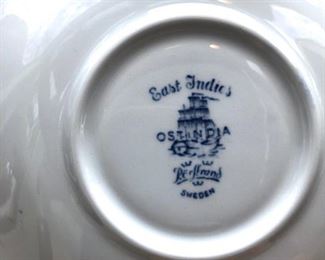 East Indies
OSTINDIA
Rörstrand
SWEDEN